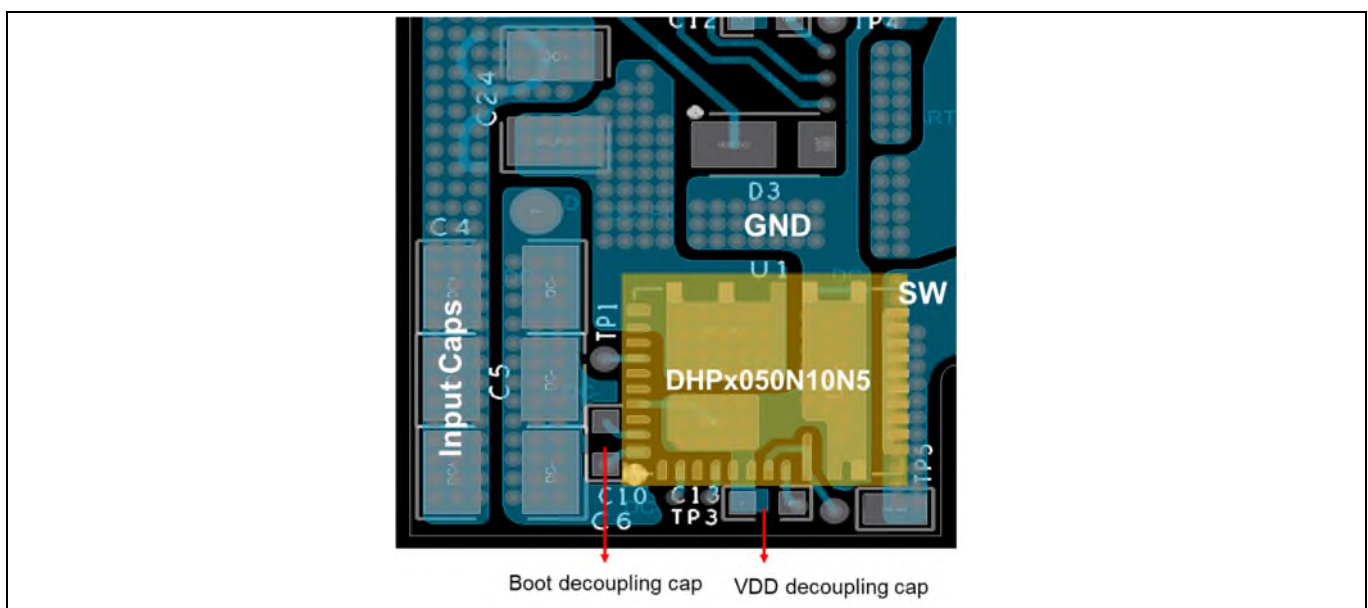 C12
TP4
C24
D3
C4
GND
U1
SW
TP1
Input Caps
C5
DHPx050N10N5
TP5
C10
C13
C6
TP3
Boot decoupling cap
VDD decoupling cap